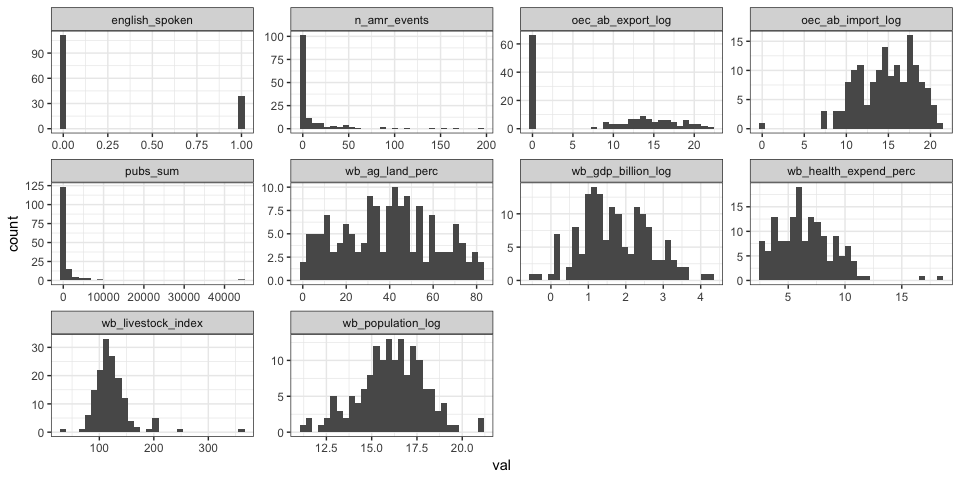 english_spoken
n_amr_events
oec_ab_export_log
oec_ab_import_log
90
60
30
0
0.00 0.25 0.50 0.75 1.00
100
75
50
25
0
0 50 100 150 200
60
40
20
0
0 5 10 15 20
15
10
5
0
0 5 10 15 20
pubs_sum
wb_ag_land_perc
wb_gdp_billion_log
wb_health_expend_perc
125
100
75
50
25
0
0 10000 20000 30000 40000
10.0
7.5
5.0
2.5
0.0
0 20 40 60 80
10
5
0
0 1 2 3 4
15
10
5
0
5 10 15
wb_livestock_index
wb_population_log
30
20
10
0
100 200 300
10
5
0
12.5 15.0 17.5 20.0
count
val